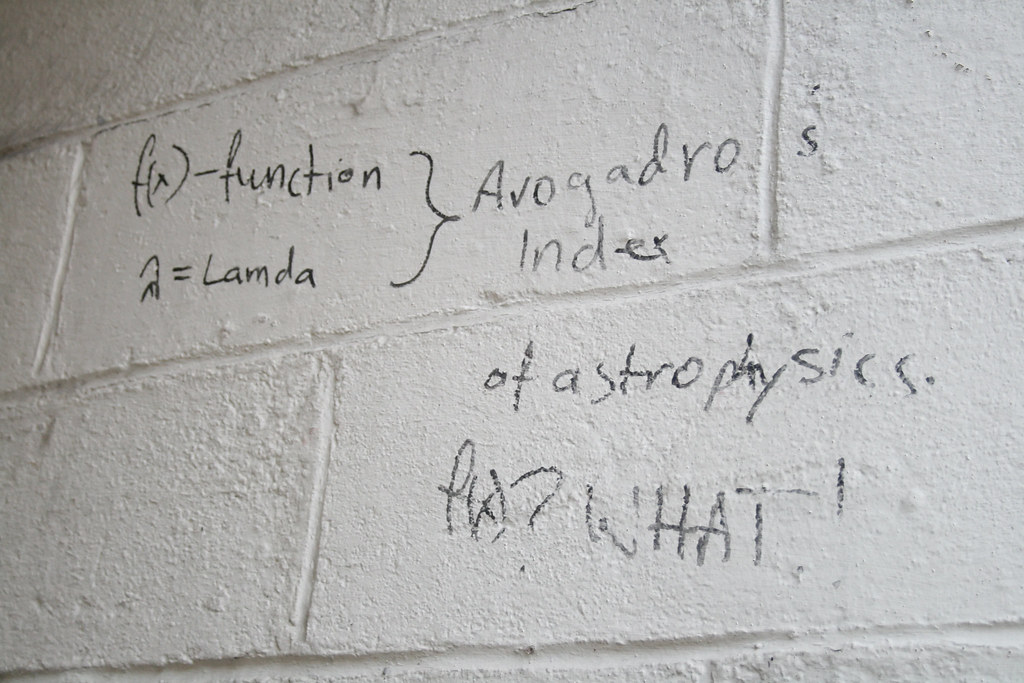 f(x)-function
λ = Lamda
} Avogadro s
Index
of astrophysics.
f(x)? WHAT!